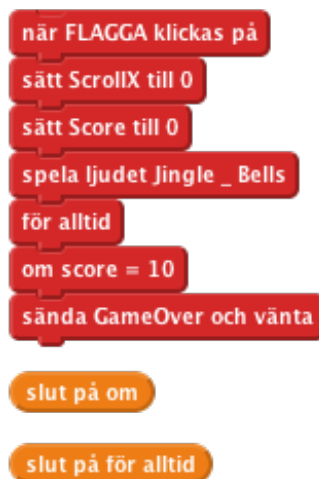 när FLAGGA klickas på
sätt ScrollX till 0
sätt Score till 0
spela ljudet Jingle _ Bells
för alltid
om score = 10
sända GameOver och vänta
slut på om
slut på för alltid